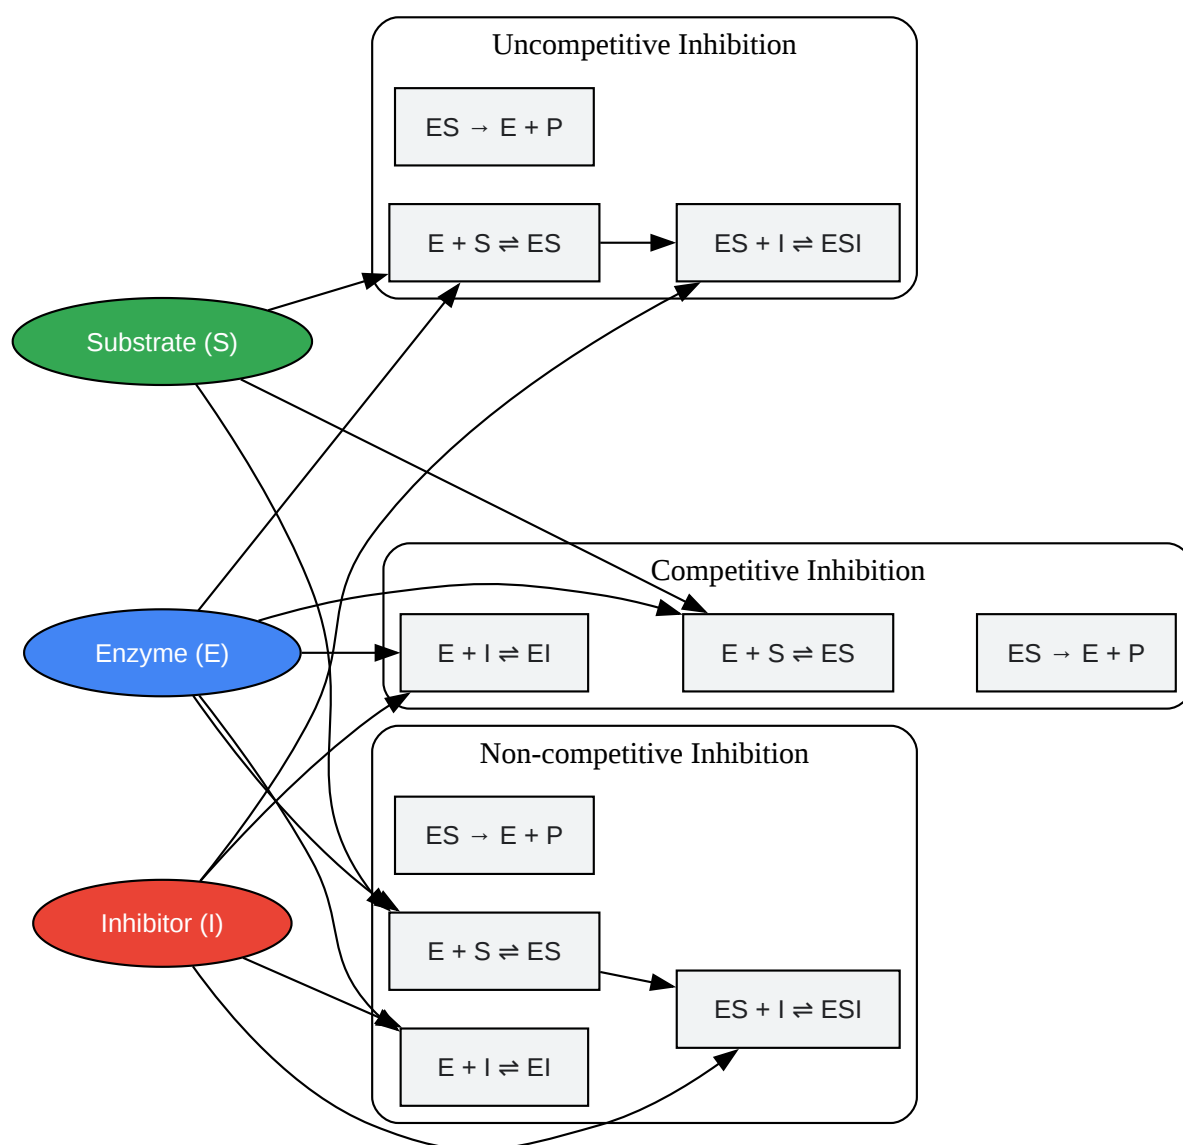 Uncompetitive Inhibition
ES → E + P
E + S ⇌ ES
ES + I ⇌ ESI
Substrate (S)
Competitive Inhibition
Enzyme (E)
E + I ⇌ EI
E + S ⇌ ES
ES → E + P
Non-competitive Inhibition
ES → E + P
Inhibitor (I)
E + S ⇌ ES
ES + I ⇌ ESI
E + I ⇌ EI